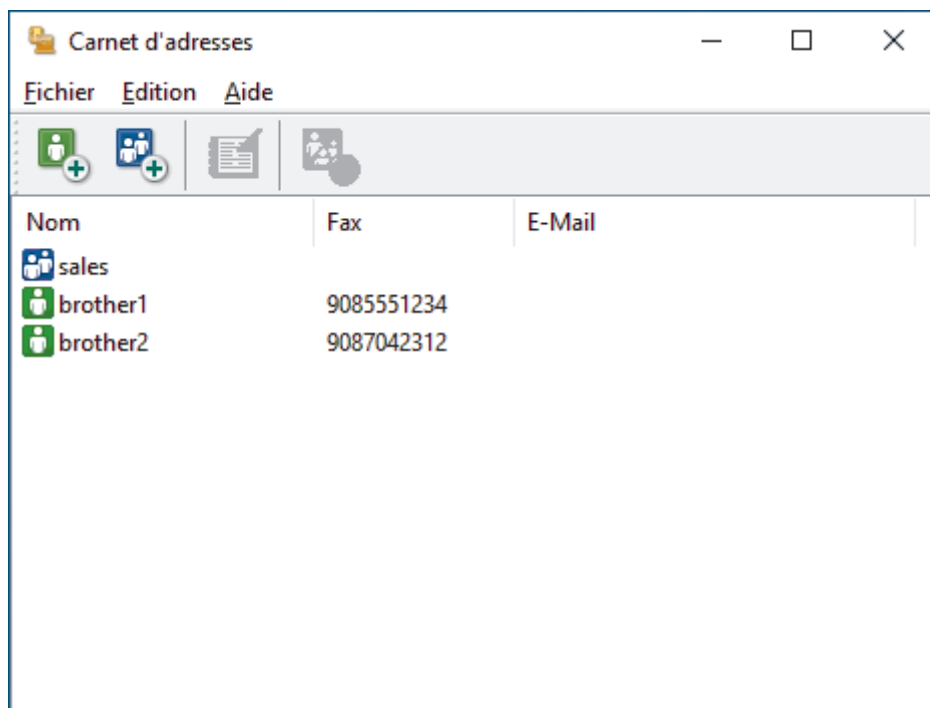 Carnet d'adresses
Fichier Edition Aide
Nom Fax E-Mail
sales
brother1 9085551234
brother2 9087042312